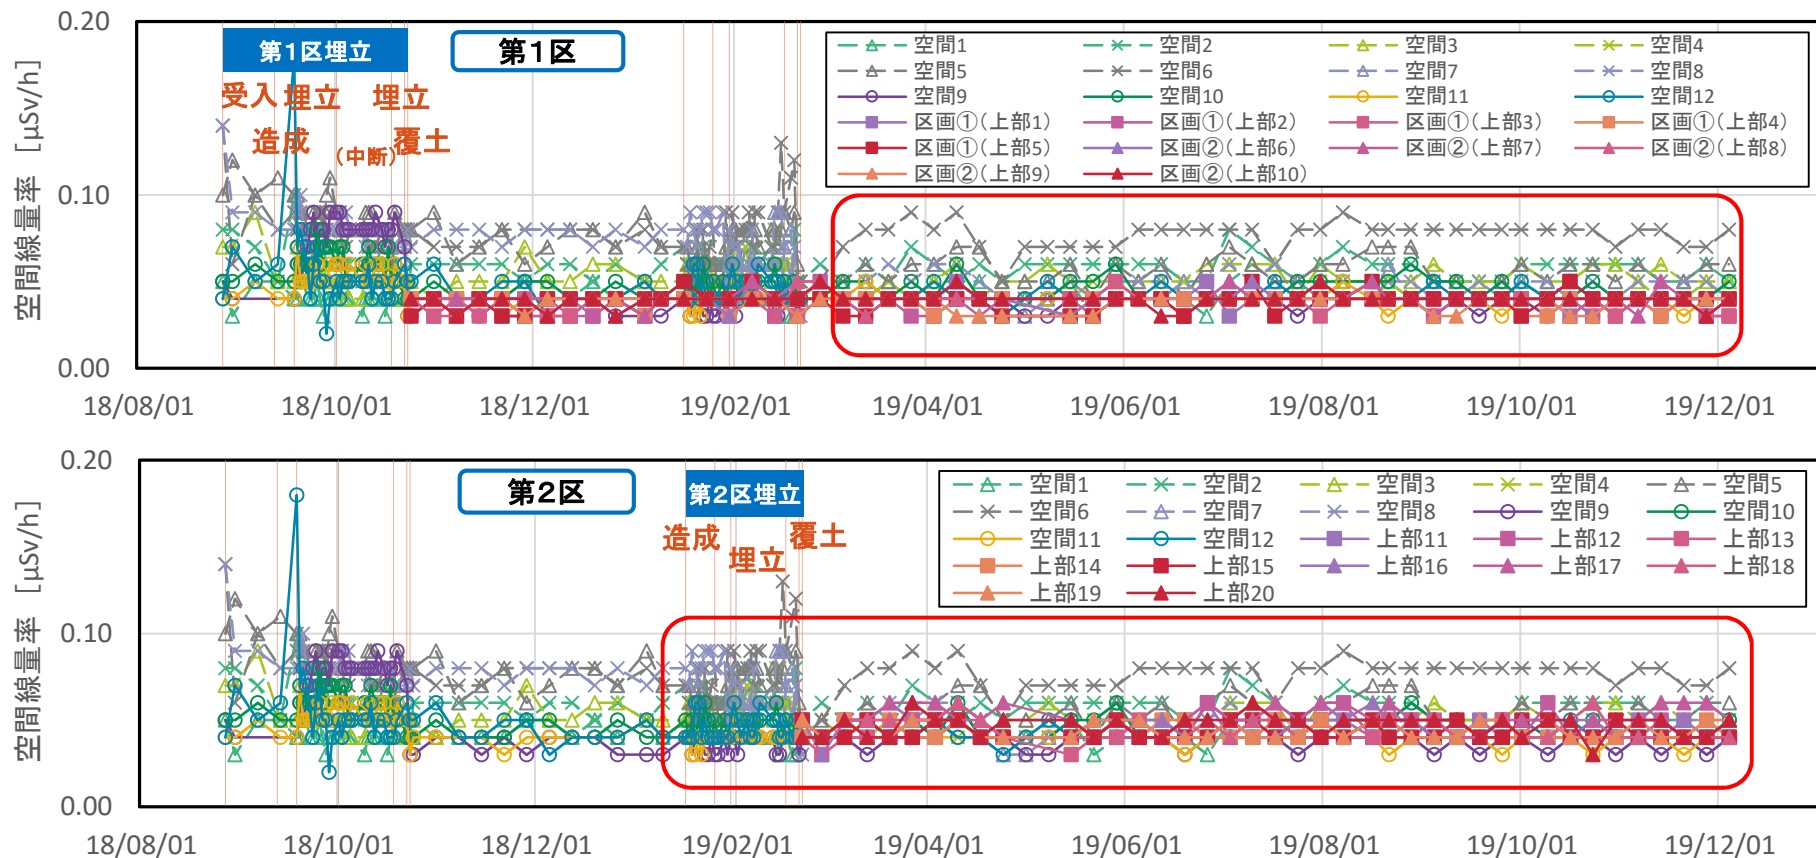 0.20
0.10
0.00
空間線量率 [μSv/h]
第1区埋立
第1区
受入 埋立 埋立
造成 (中断) 覆土
空間1 空間2 空間3 空間4
空間5 空間6 空間7 空間8
空間9 空間10 空間11 空間12
区画①(上部1) 区画①(上部2) 区画①(上部3) 区画①(上部4)
区画①(上部5) 区画②(上部6) 区画②(上部7) 区画②(上部8)
区画②(上部9) 区画②(上部10)
18/08/01 18/10/01 18/12/01 19/02/01 19/04/01 19/06/01 19/08/01 19/10/01 19/12/01
0.20
0.10
0.00
空間線量率 [μSv/h]
第2区
第2区埋立
造成 覆土
埋立
空間1 空間2 空間3 空間4 空間5
空間6 空間7 空間8 空間9 空間10
空間11 空間12 上部11 上部12 上部13
上部14 上部15 上部16 上部17 上部18
上部19 上部20
18/08/01 18/10/01 18/12/01 19/02/01 19/04/01 19/06/01 19/08/01 19/10/01 19/12/01